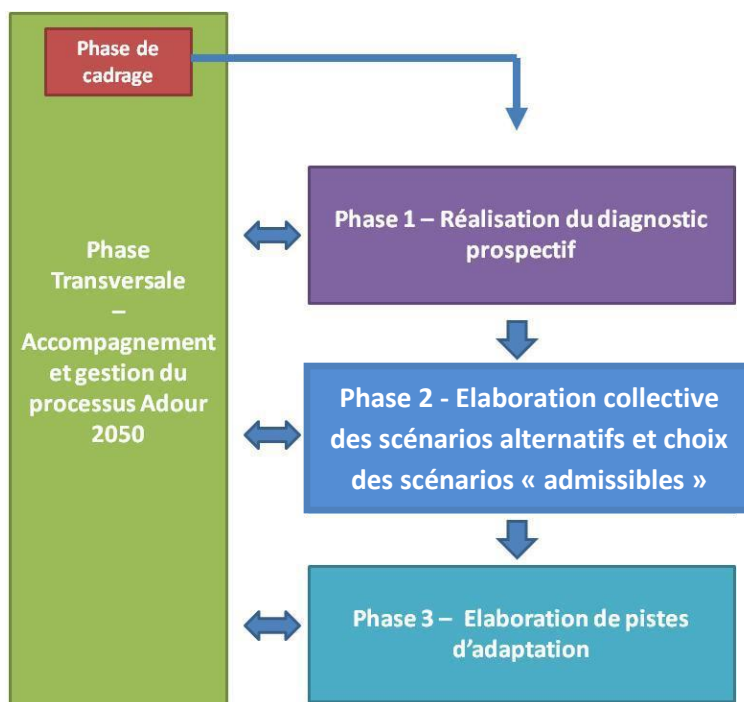 Phase de
cadrage
Phase
Transversale
–
Accompagnement
et gestion du
processus Adour
2050
Phase 1 – Réalisation du diagnostic
prospectif
Phase 2 - Elaboration collective
des scénarios alternatifs et choix
des scénarios « admissibles »
Phase 3 – Elaboration de pistes
d’adaptation